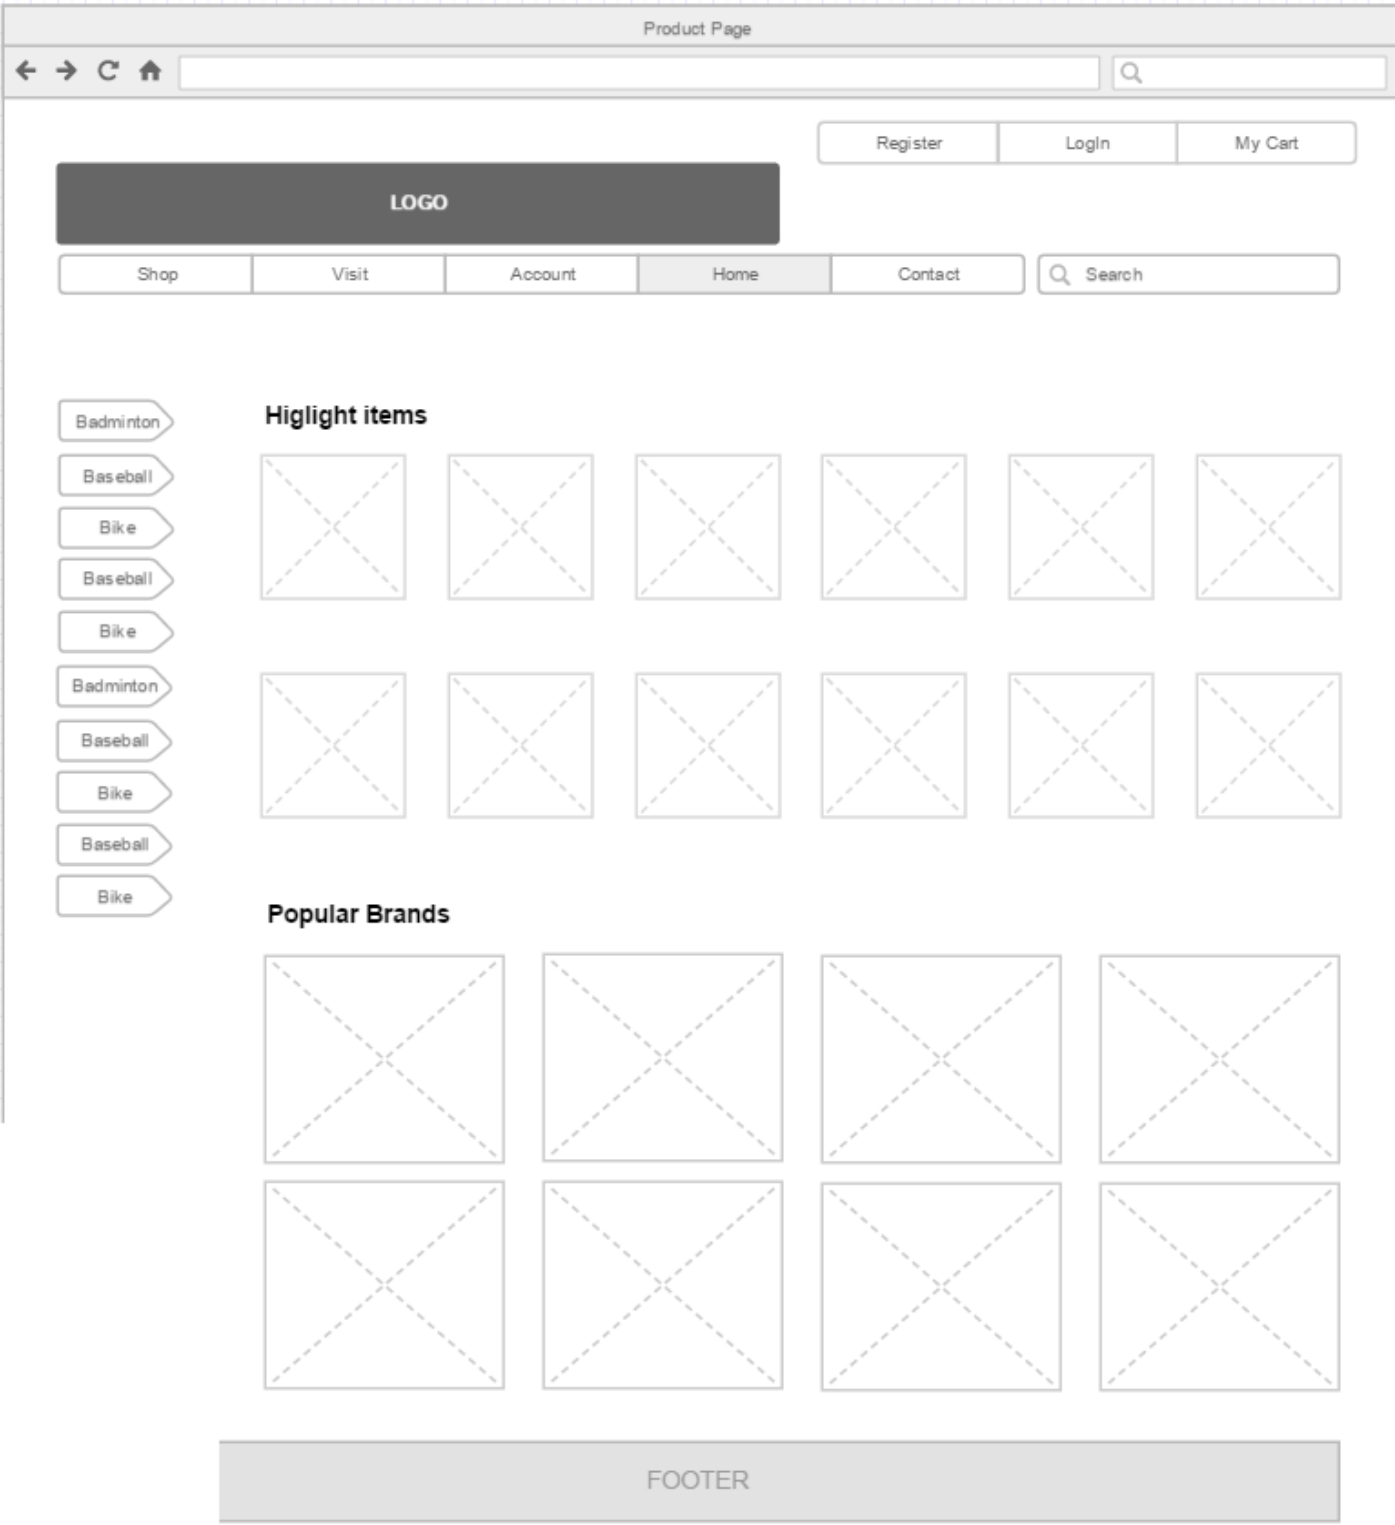 Product Page
Register LogIn My Cart
LOGO
Shop Visit Account Home Contact Search
Badminton
Baseball
Bike
Baseball
Bike
Badminton
Baseball
Bike
Baseball
Bike
Higlight items
Popular Brands
FOOTER